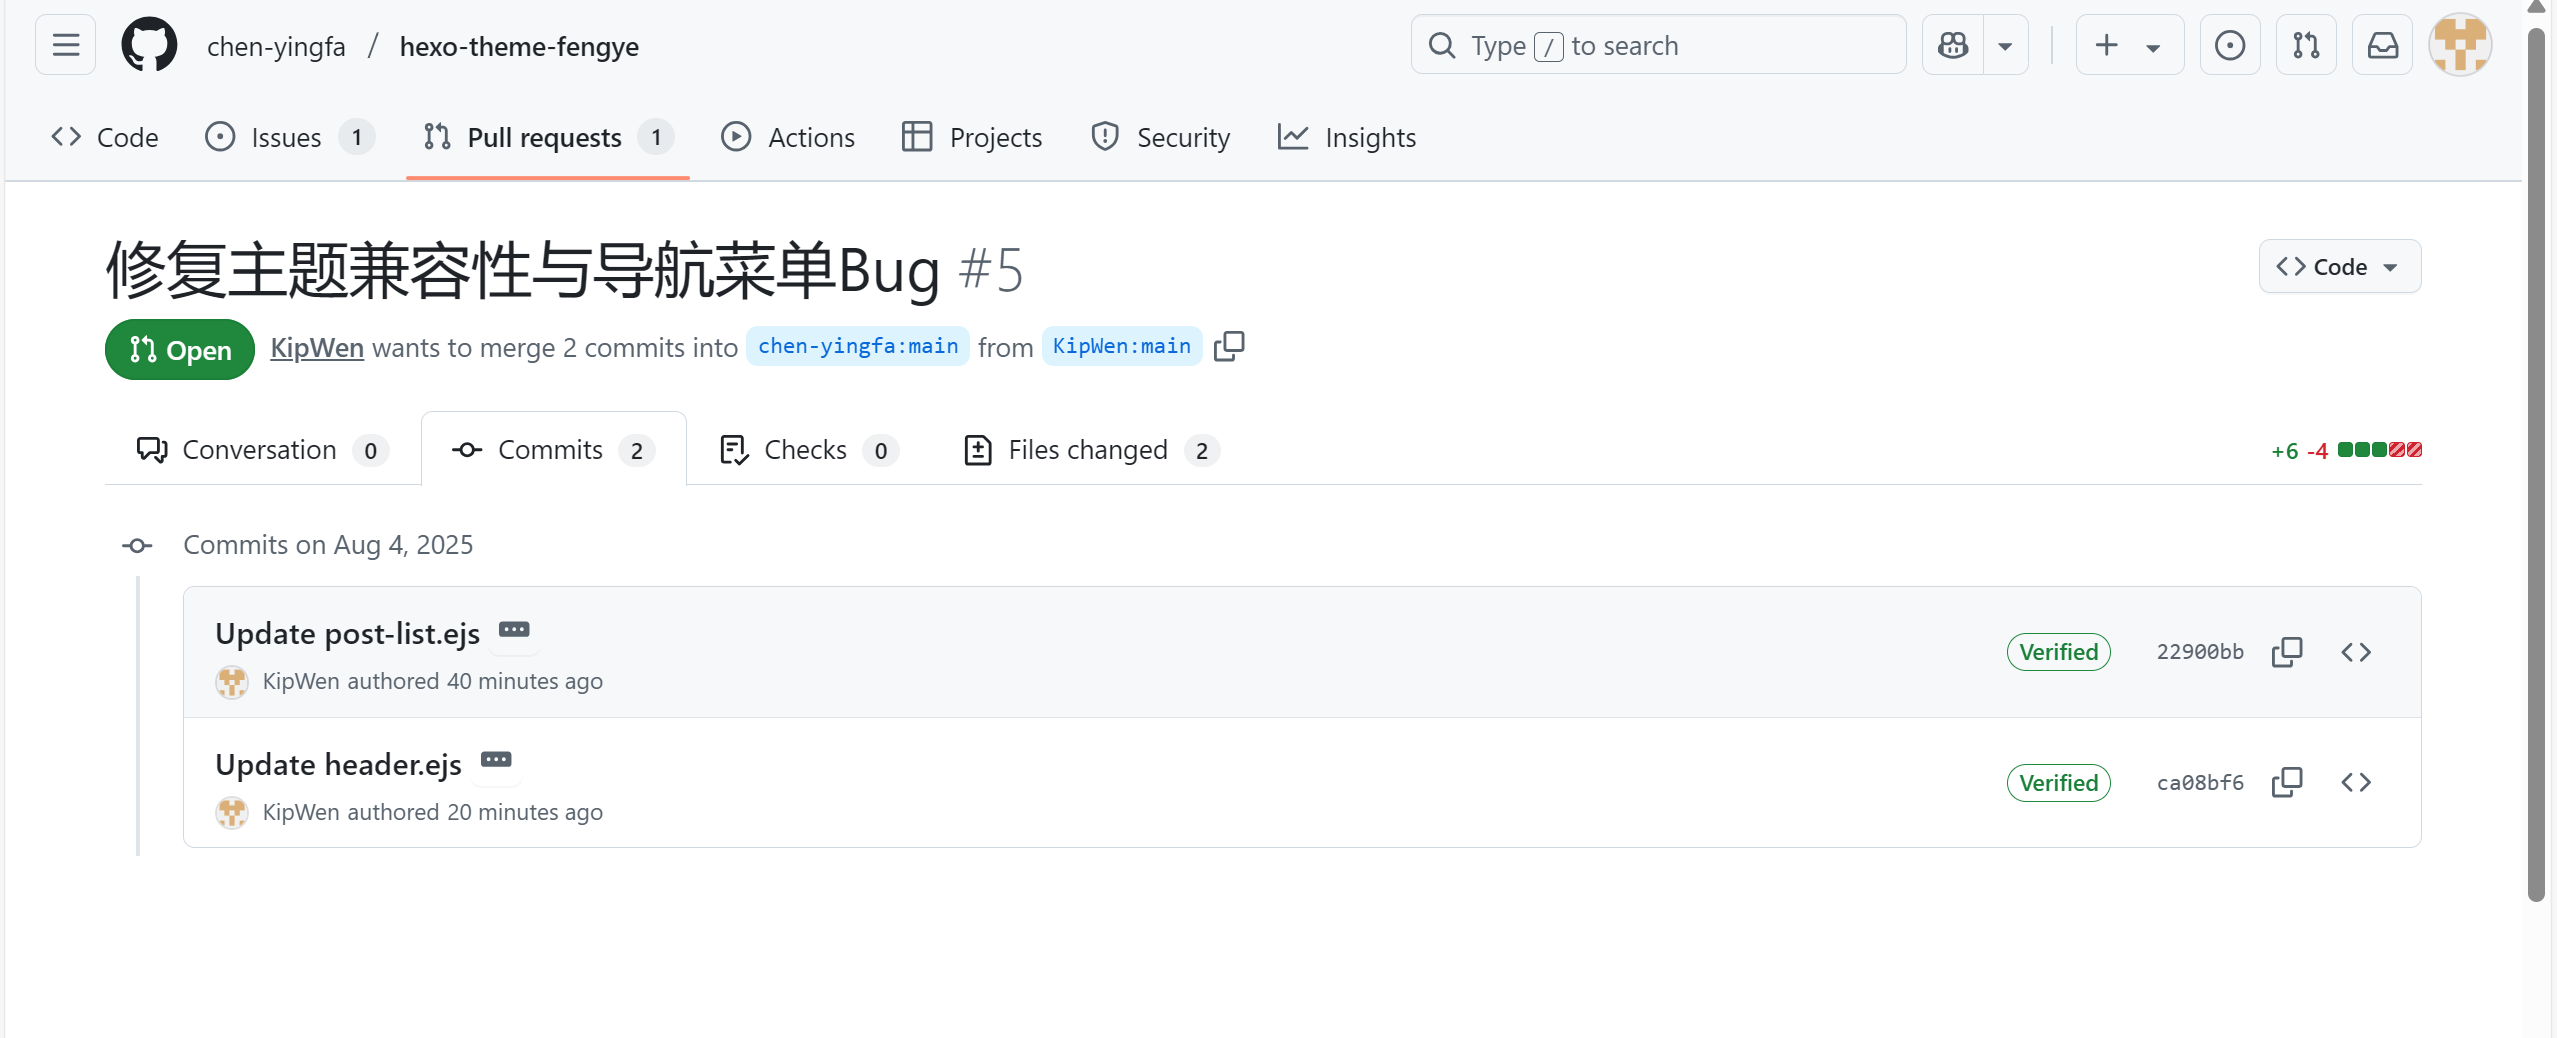 chen-yingfa / hexo-theme-fengye
Type / to search
Code
Issues 1
Pull requests 1
Actions
Projects
Security
Insights
修复主题兼容性与导航菜单Bug #5
Code
Open
KipWen wants to merge 2 commits into chen-yingfa:main from KipWen:main
Conversation 0
Commits 2
Checks 0
Files changed 2
+6 -4
Commits on Aug 4, 2025
Update post-list.ejs
KipWen authored 40 minutes ago
Verified
22900bb
Update header.ejs
KipWen authored 20 minutes ago
Verified
ca08bf6